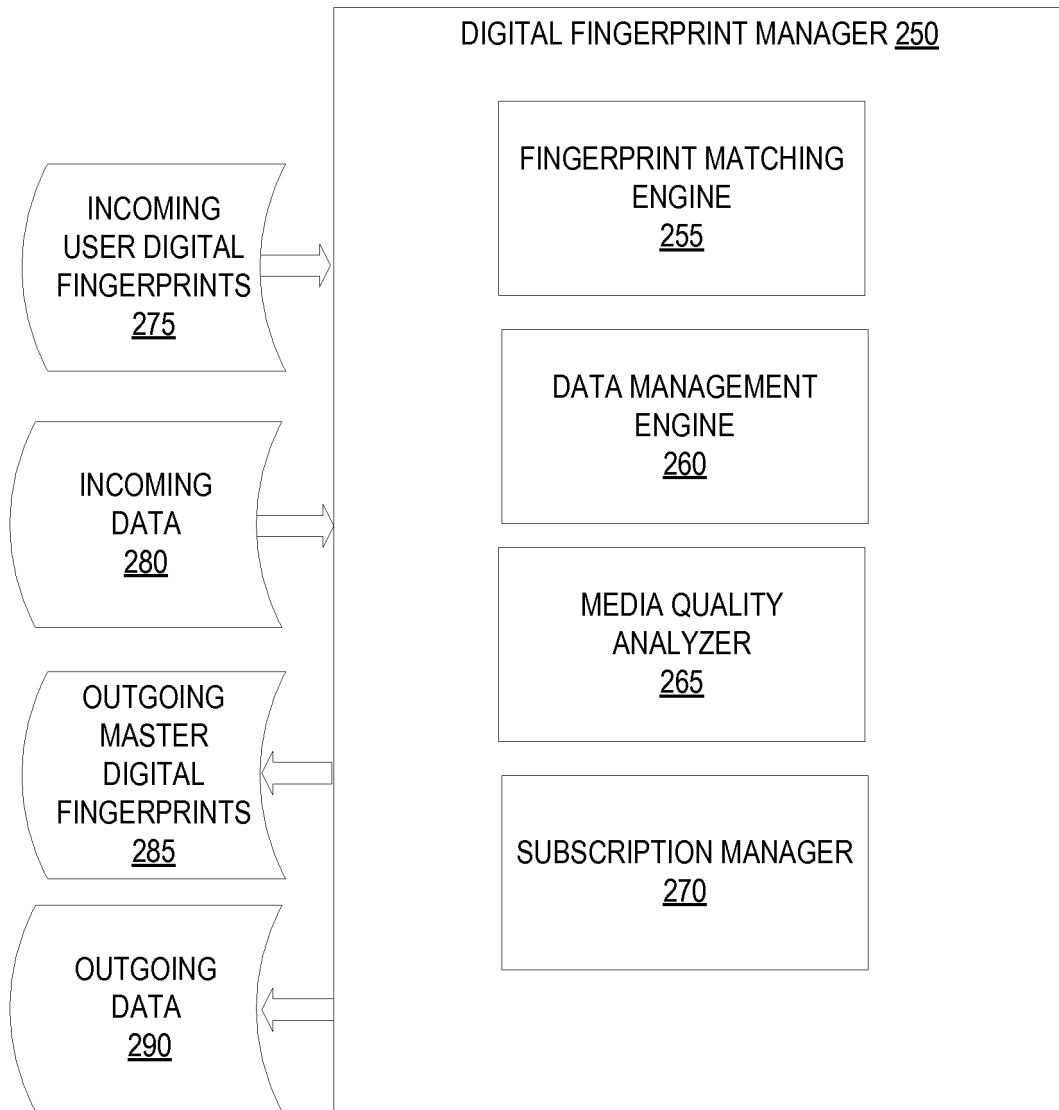 DIGITAL FINGERPRINT MANAGER 250
FINGERPRINT MATCHING
ENGINE
255
INCOMING
USER DIGITAL
FINGERPRINTS
275
DATA MANAGEMENT
ENGINE
260
INCOMING
DATA
280
MEDIA QUALITY
ANALYZER
265
OUTGOING
MASTER
DIGITAL
FINGERPRINTS
285
SUBSCRIPTION MANAGER
270
OUTGOING
DATA
290